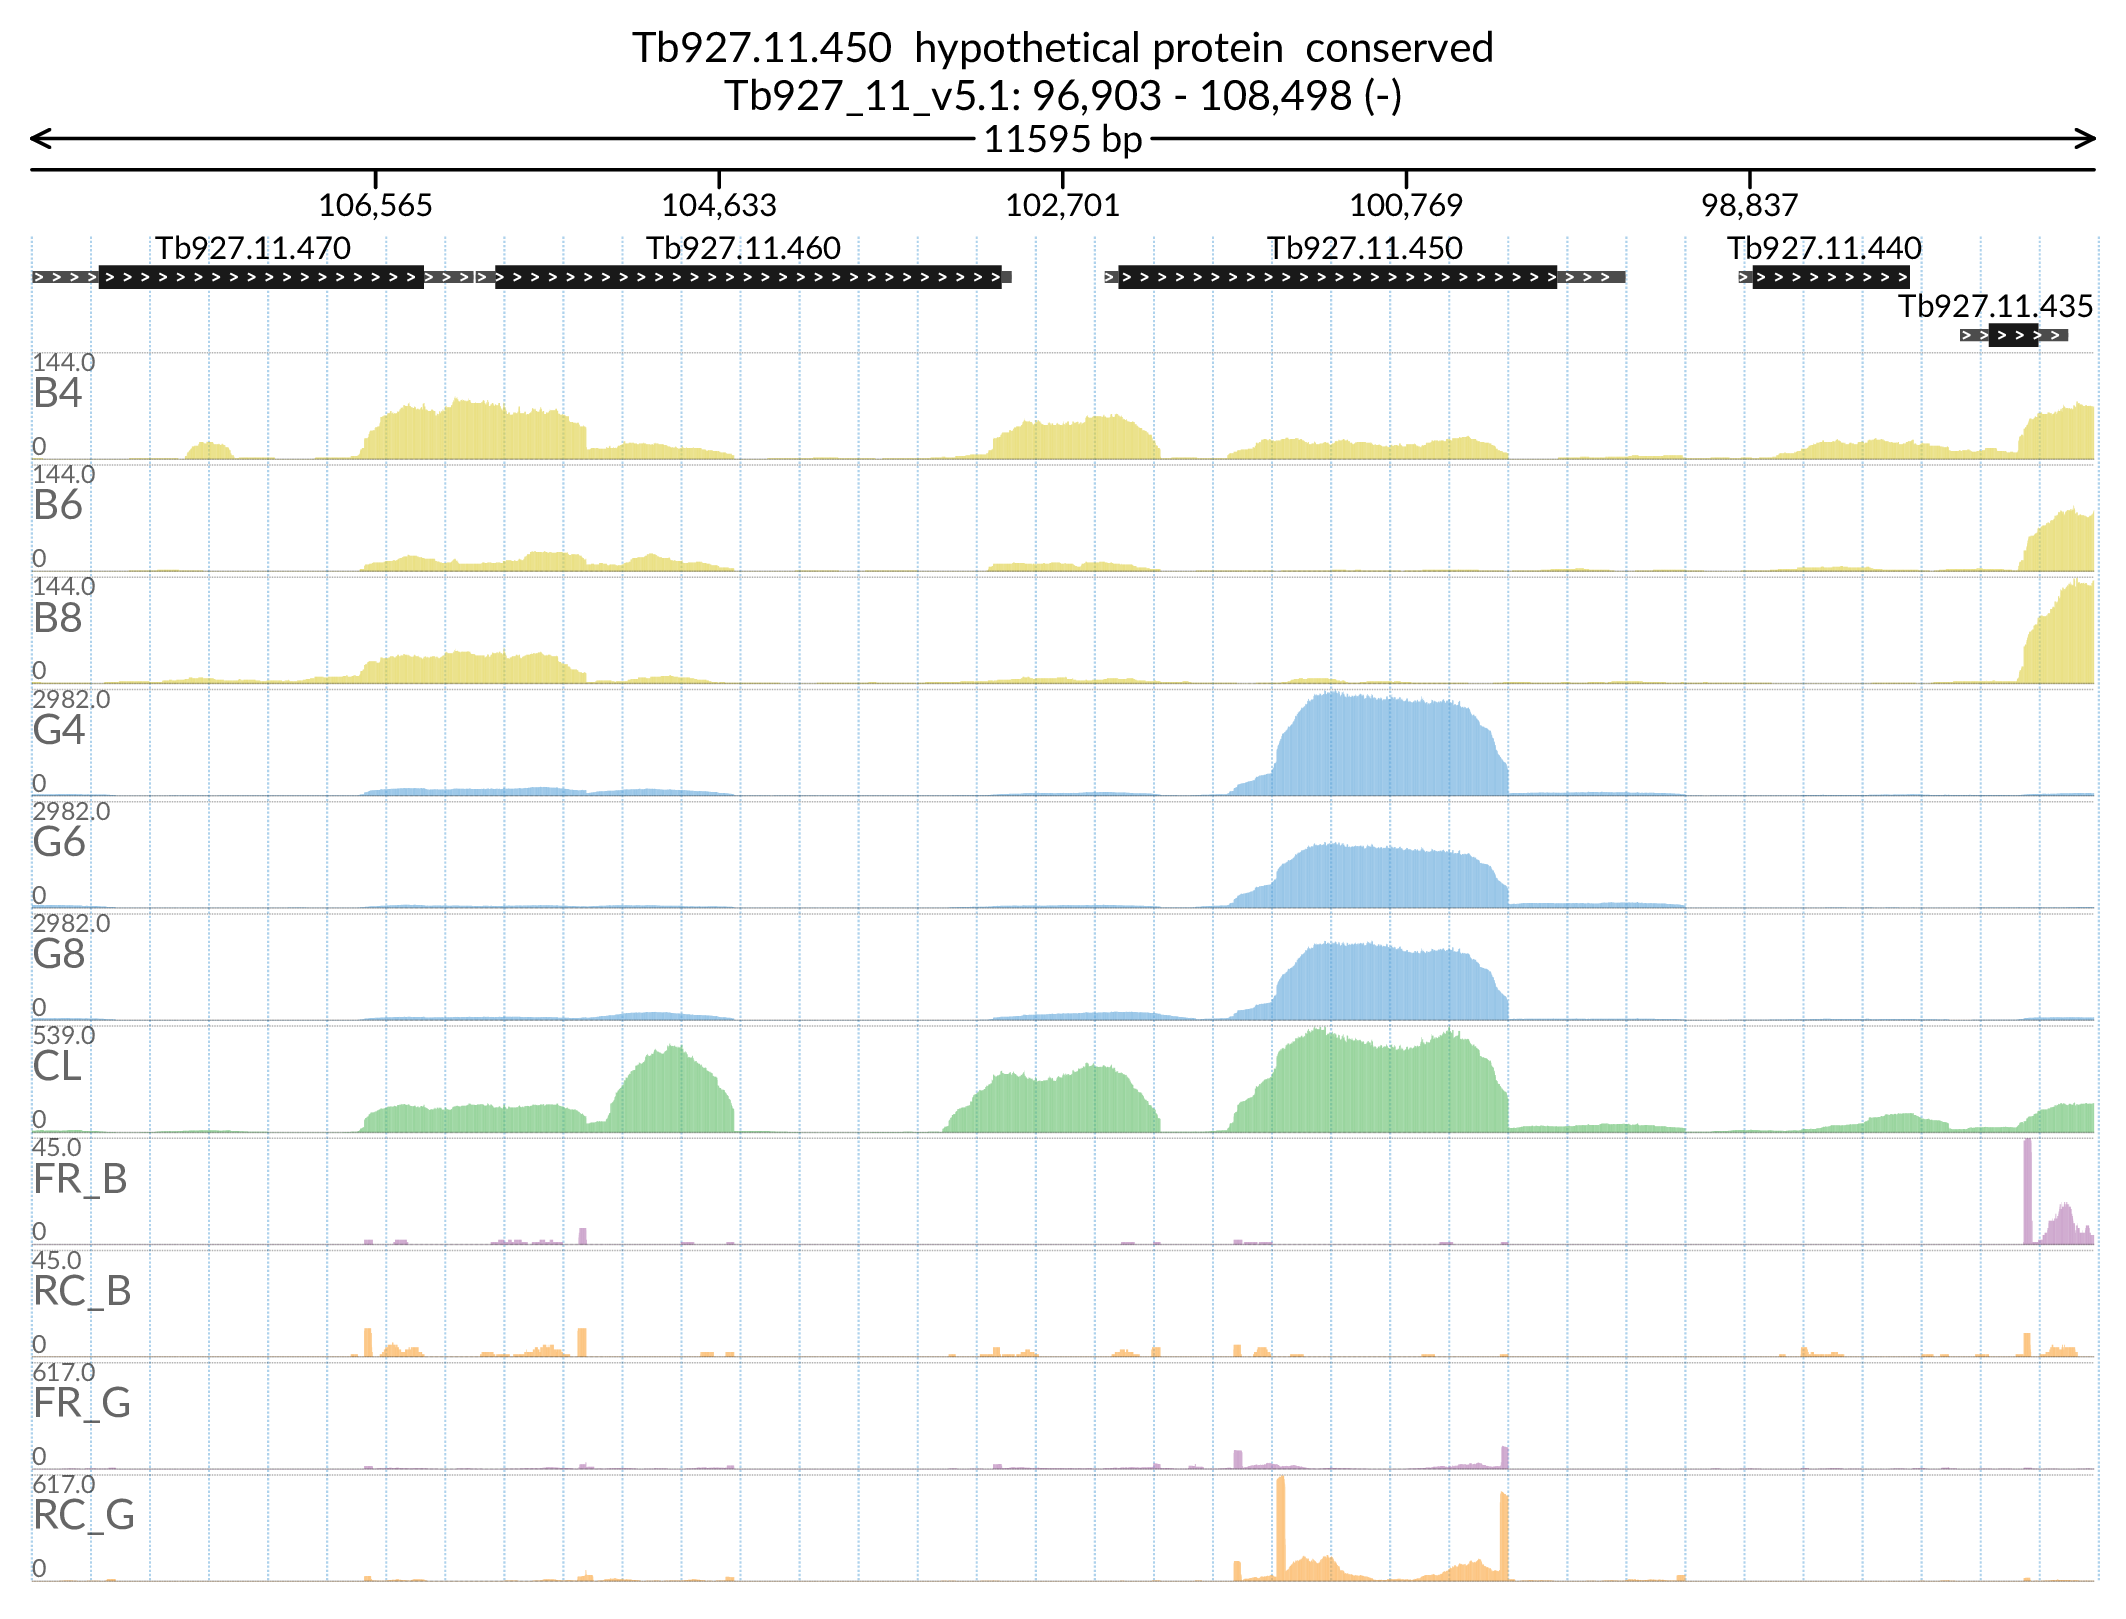 Tb927.11.450 hypothetical protein conserved
Tb927_11_v5.1: 96,903 - 108,498 (-)
11595 bp
106,565 104,633 102,701 100,769 98,837
Tb927.11.470 Tb927.11.460 Tb927.11.450 Tb927.11.440
Tb927.11.435
144.0
B4
0
144.0
B6
0
144.0
B8
0
2982.0
G4
0
2982.0
G6
0
2982.0
G8
0
539.0
CL
0
45.0
FR_B
0
45.0
RC_B
0
617.0
FR_G
0
617.0
RC_G
0